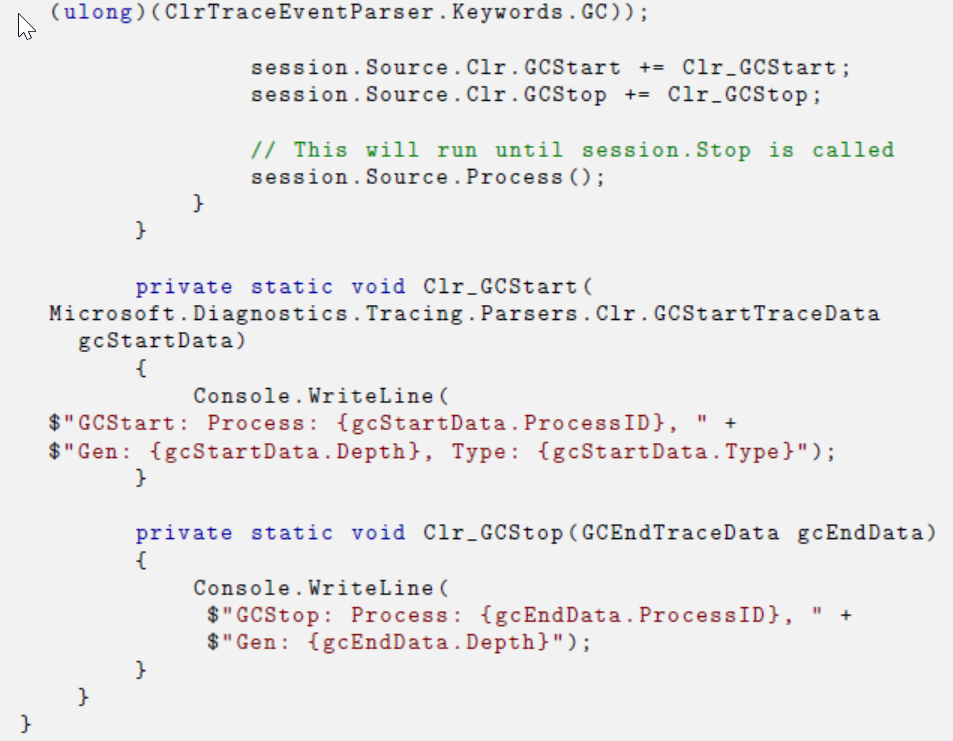 (ulong)(ClrTraceEventParser.Keywords.GC));
session.Source.Clr.GCStart += Clr_GCStart;
session.Source.Clr.GCStop += Clr_GCStop;
// This will run until session.Stop is called
session.Source.Process();
}
}
private static void Clr_GCStart(
Microsoft.Diagnostics.Tracing.Parsers.Clr.GCStartTraceData
gcStartData)
{
Console.WriteLine(
$"GCStart: Process: {gcStartData.ProcessID}, " +
$"Gen: {gcStartData.Depth}, Type: {gcStartData.Type}");
}
private static void Clr_GCStop(GCEndTraceData gcEndData)
{
Console.WriteLine(
$"GCStop: Process: {gcEndData.ProcessID}, " +
$"Gen: {gcEndData.Depth}");
}
}
}